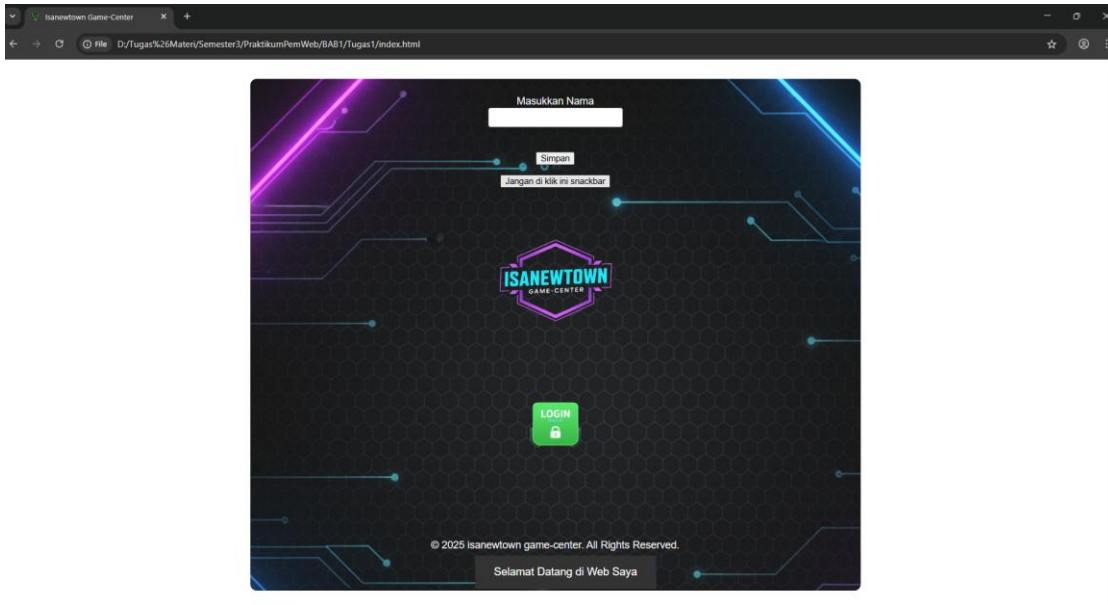 Isanewtown Game-Center
File D:/Tugas%26Materi/Semester3/PraktikumPemWeb/BAB1/Tugas1/index.html
Masukkan Nama
Simpan
Jangan di klik ini snackbar
ISANEWTOWN
GAME-CENTER
LOGIN
© 2025 isanewtown game-center. All Rights Reserved.
Selamat Datang di Web Saya